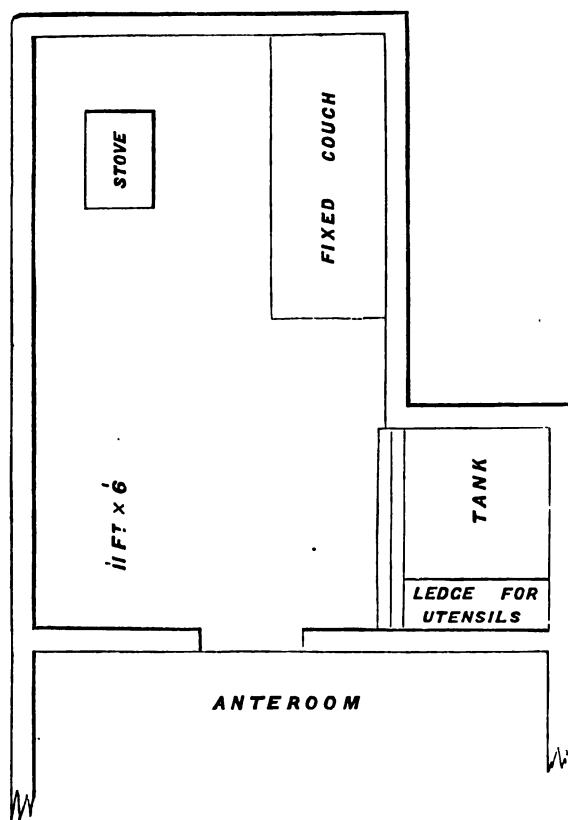 STOVE
FIXED COUCH
11 FT × 6'
TANK
LEDGE FOR
UTENSILS
ANTEROOM